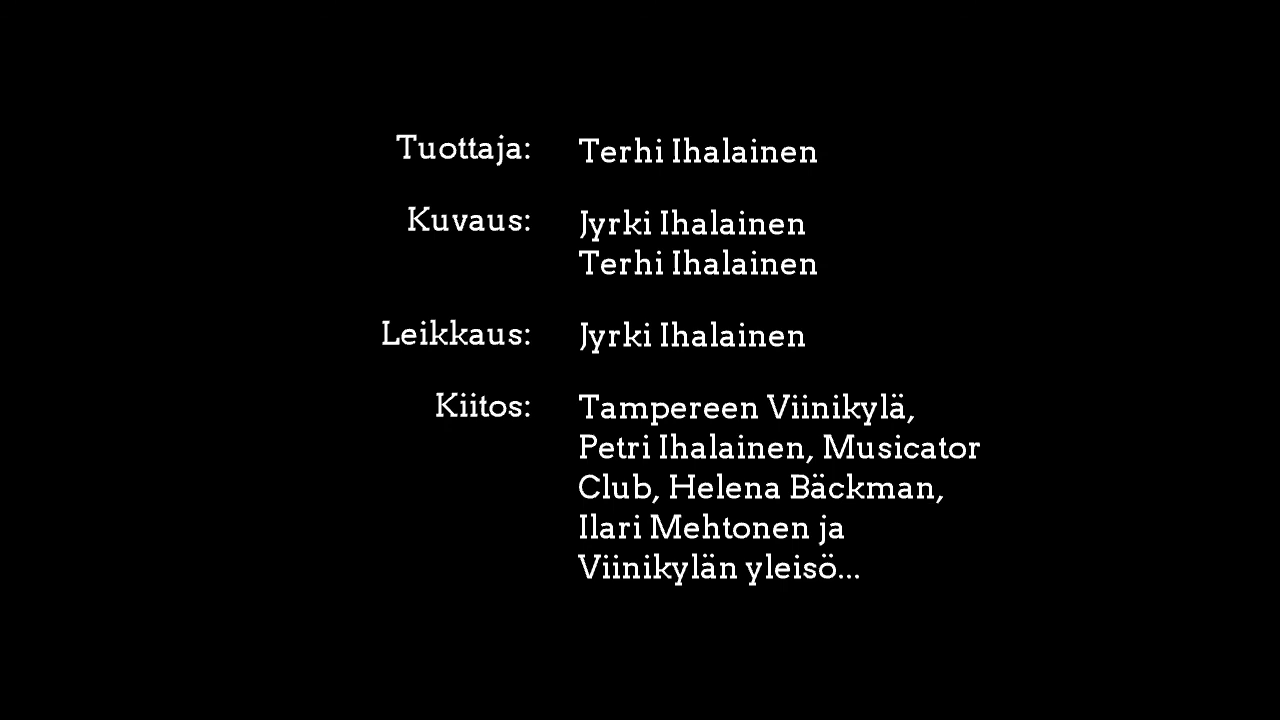 Tuottaja: Terhi Ihalainen
Kuvaus: Jyrki Ihalainen
Terhi Ihalainen
Leikkaus: Jyrki Ihalainen
Kiitos: Tampereen Viinikylä,
Petri Ihalainen, Musicator
Club, Helena Bäckman,
Ilari Mehtonen ja
Viinikylän yleisö...